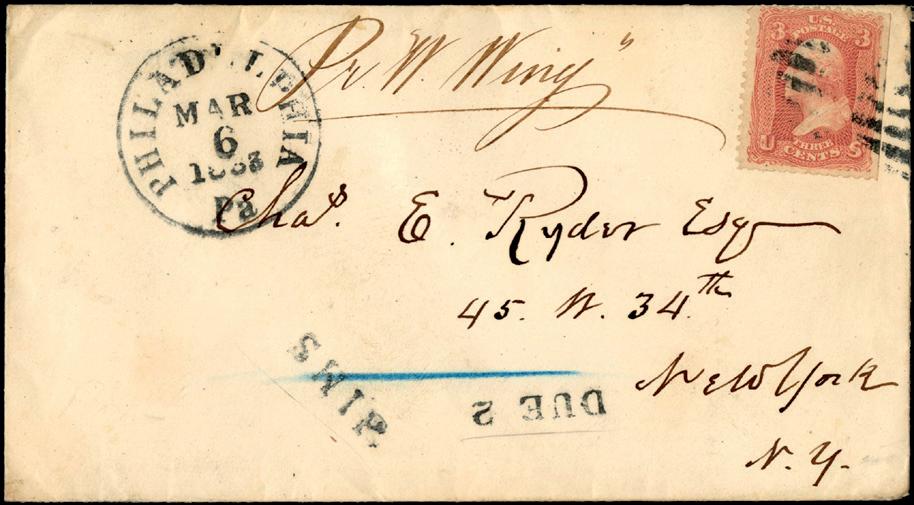 PHILADELPHIA
MAR
6
1863
Pa
"Pr. W. Wing"
3 U.S. 3
POSTAGE
U THREE S
CENTS
Chas. E. Ryder Esq
45. W. 34th
New York
N. Y.
DUE 2